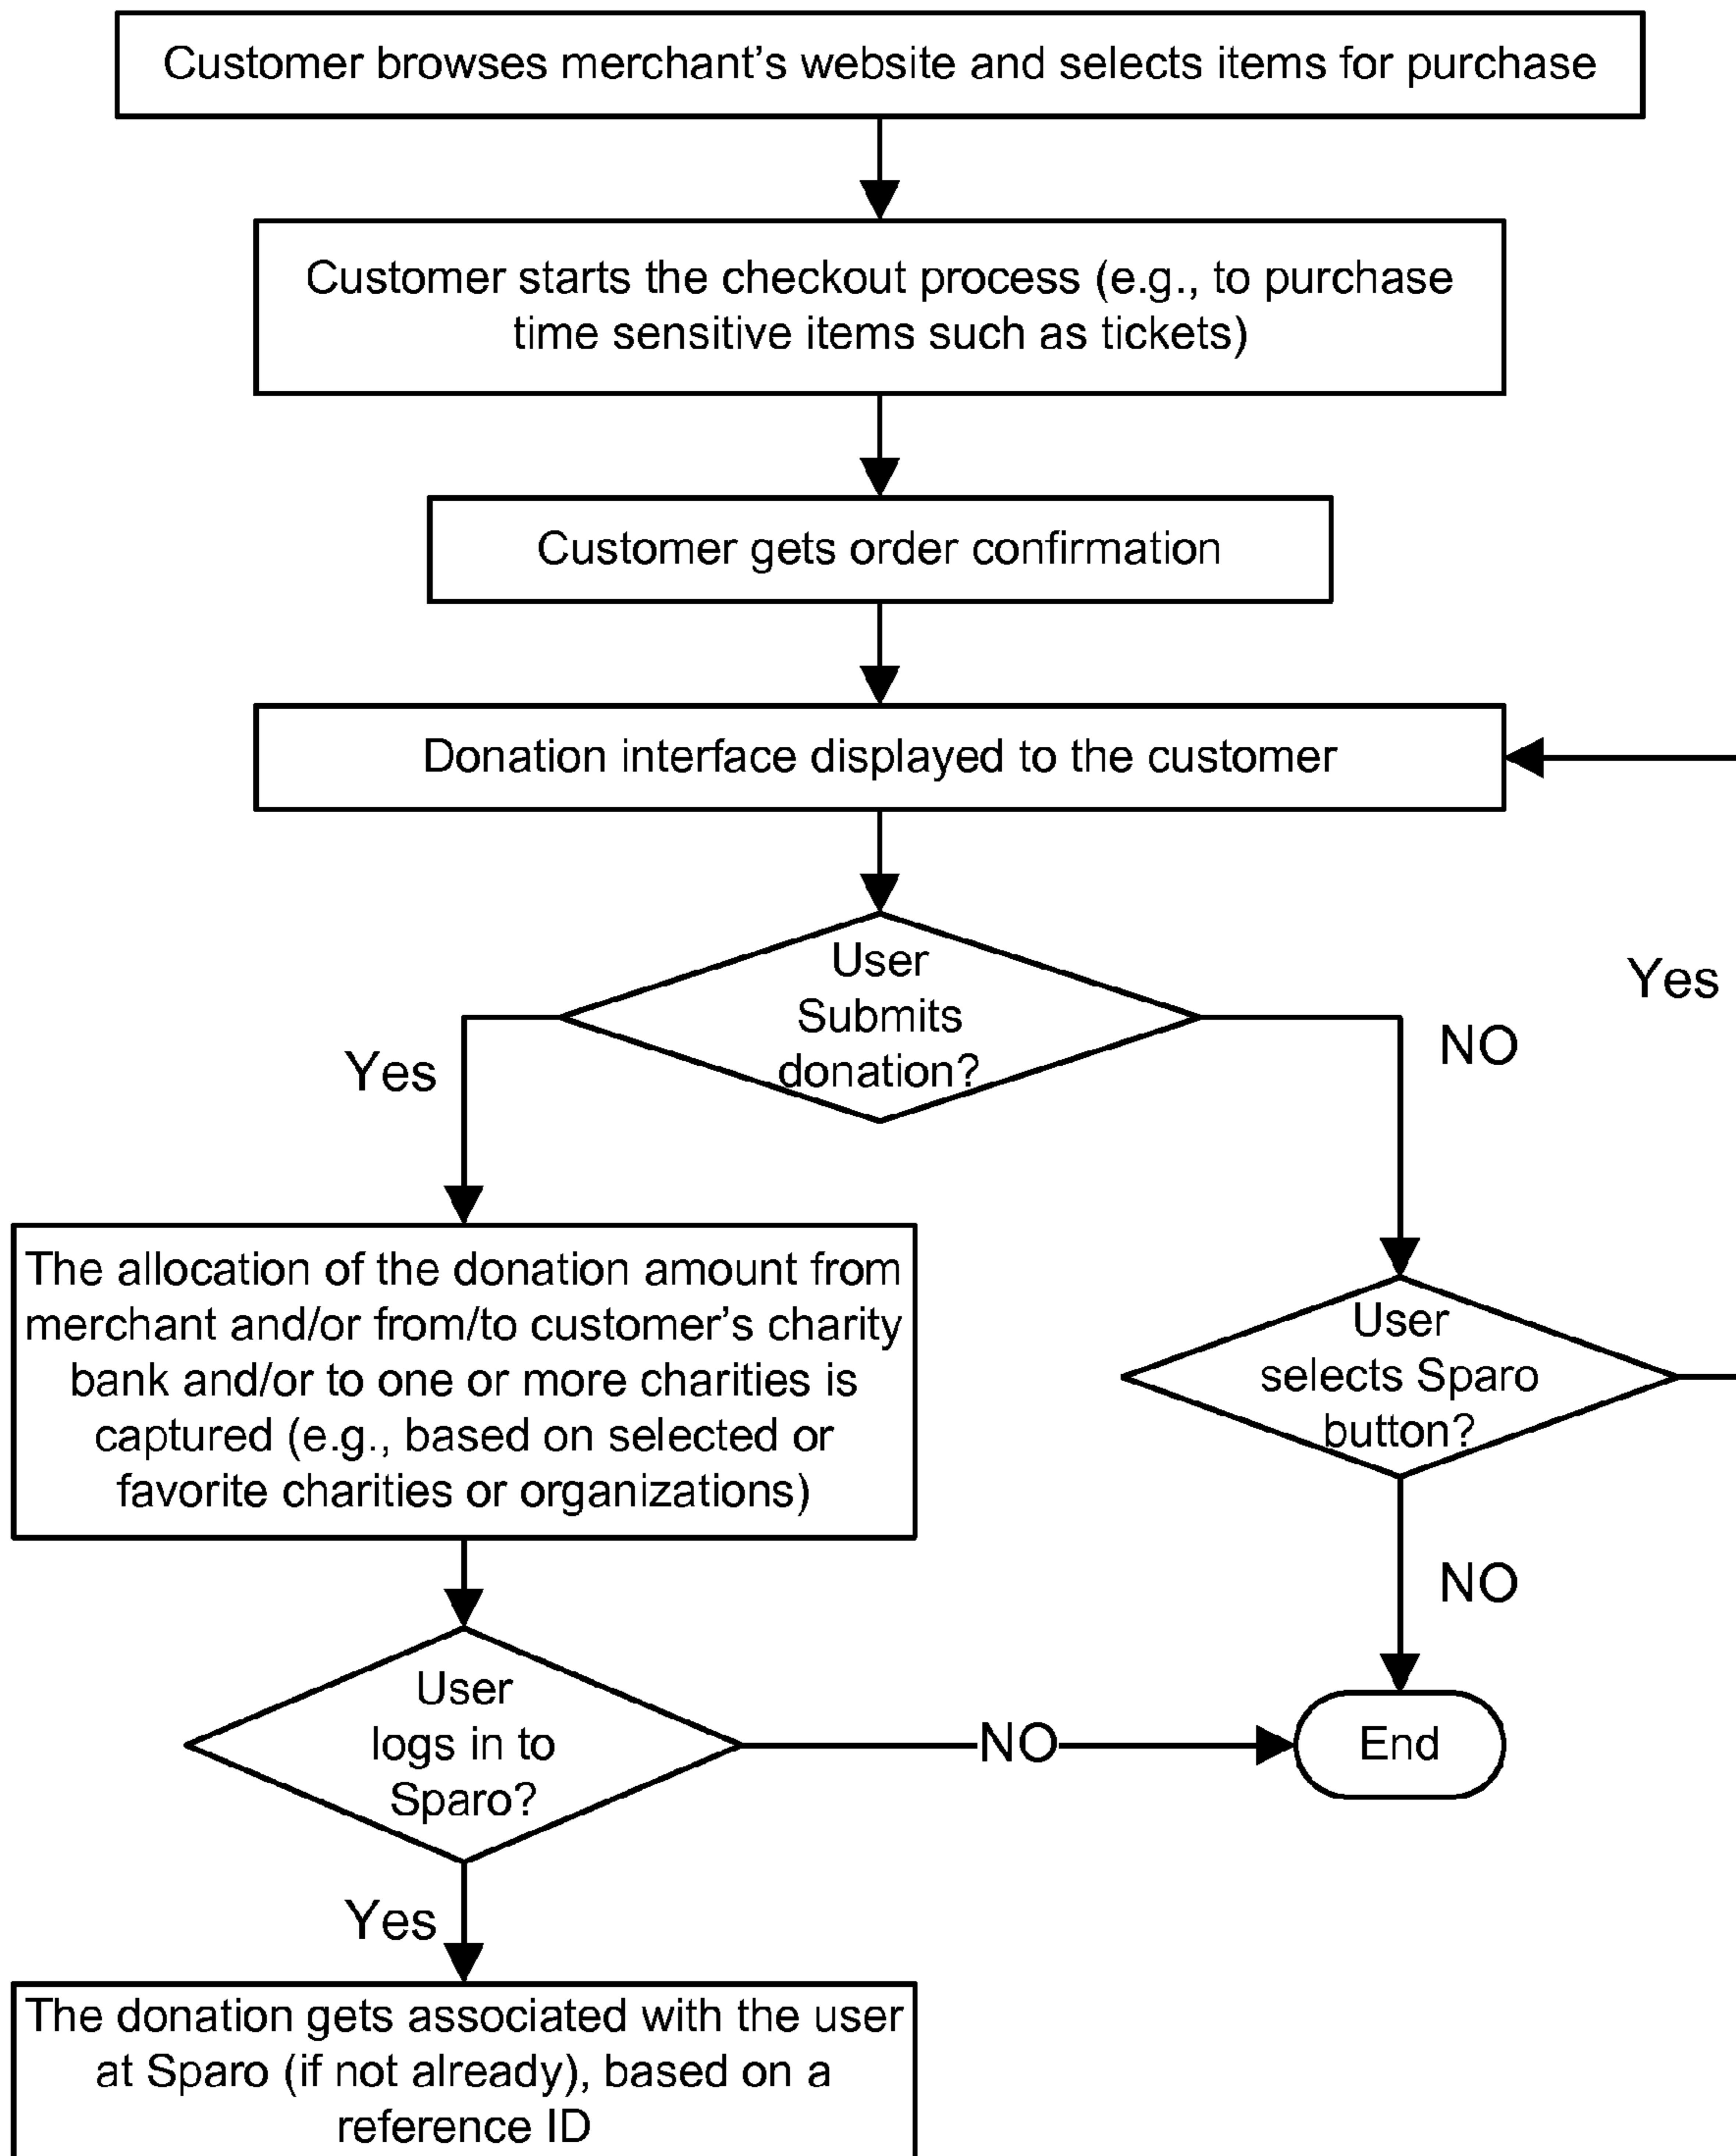 Customer browses merchant’s website and selects items for purchase
Customer starts the checkout process (e.g., to purchase
time sensitive items such as tickets)
Customer gets order confirmation
Donation interface displayed to the customer
User
Submits
donation?
Yes
NO
Yes
The allocation of the donation amount from
merchant and/or from/to customer’s charity
bank and/or to one or more charities is
captured (e.g., based on selected or
favorite charities or organizations)
User
selects Sparo
button?
NO
User
logs in to
Sparo?
NO
End
Yes
The donation gets associated with the user
at Sparo (if not already), based on a
reference ID